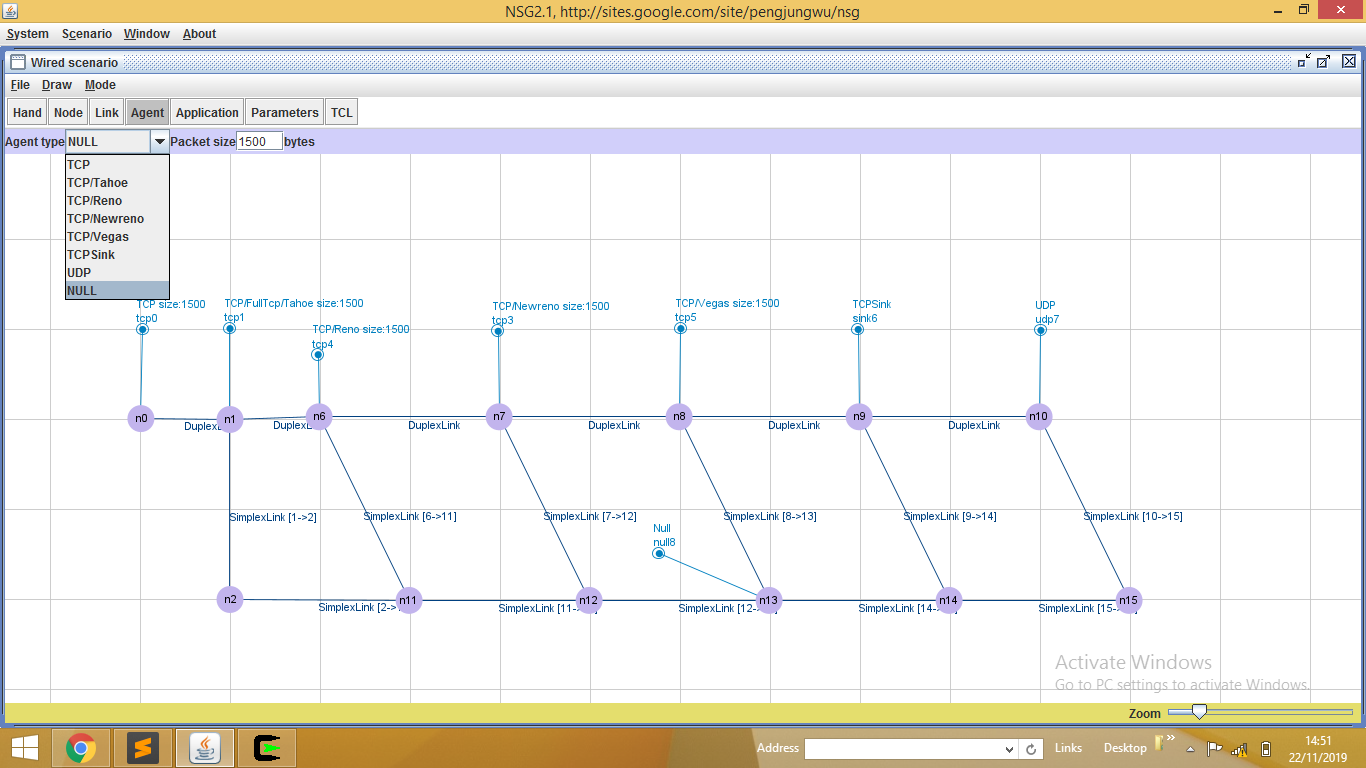 NSG2.1, http://sites.google.com/site/pengjungwu/nsg
System Scenario Window About
Wired scenario
File Draw Mode
Hand Node Link Agent Application Parameters TCL
Agent type NULL Packet size 1500 bytes
TCP
TCP/Tahoe
TCP/Reno
TCP/Newreno
TCP/Vegas
TCPSink
UDP
NULL
TCP size:1500
tcp0
TCP/FullTcp/Tahoe size:1500
tcp1
TCP/Reno size:1500
tcp4
TCP/Newreno size:1500
tcp3
TCP/Vegas size:1500
tcp5
TCPSink
sink6
UDP
udp7
n0 n1 n6 n7 n8 n9 n10
DuplexL DuplexL DuplexLink DuplexLink DuplexLink DuplexLink
SimplexLink [1->2] SimplexLink [6->11] SimplexLink [7->12] SimplexLink [8->13] SimplexLink [9->14] SimplexLink [10->15]
Null
null8
n2 n11 n12 n13 n14 n15
SimplexLink [2-> SimplexLink [11- SimplexLink [12- SimplexLink [14- SimplexLink [15-
Activate Windows
Go to PC settings to activate Windows.
Zoom
Address Links Desktop
14:51
22/11/2019